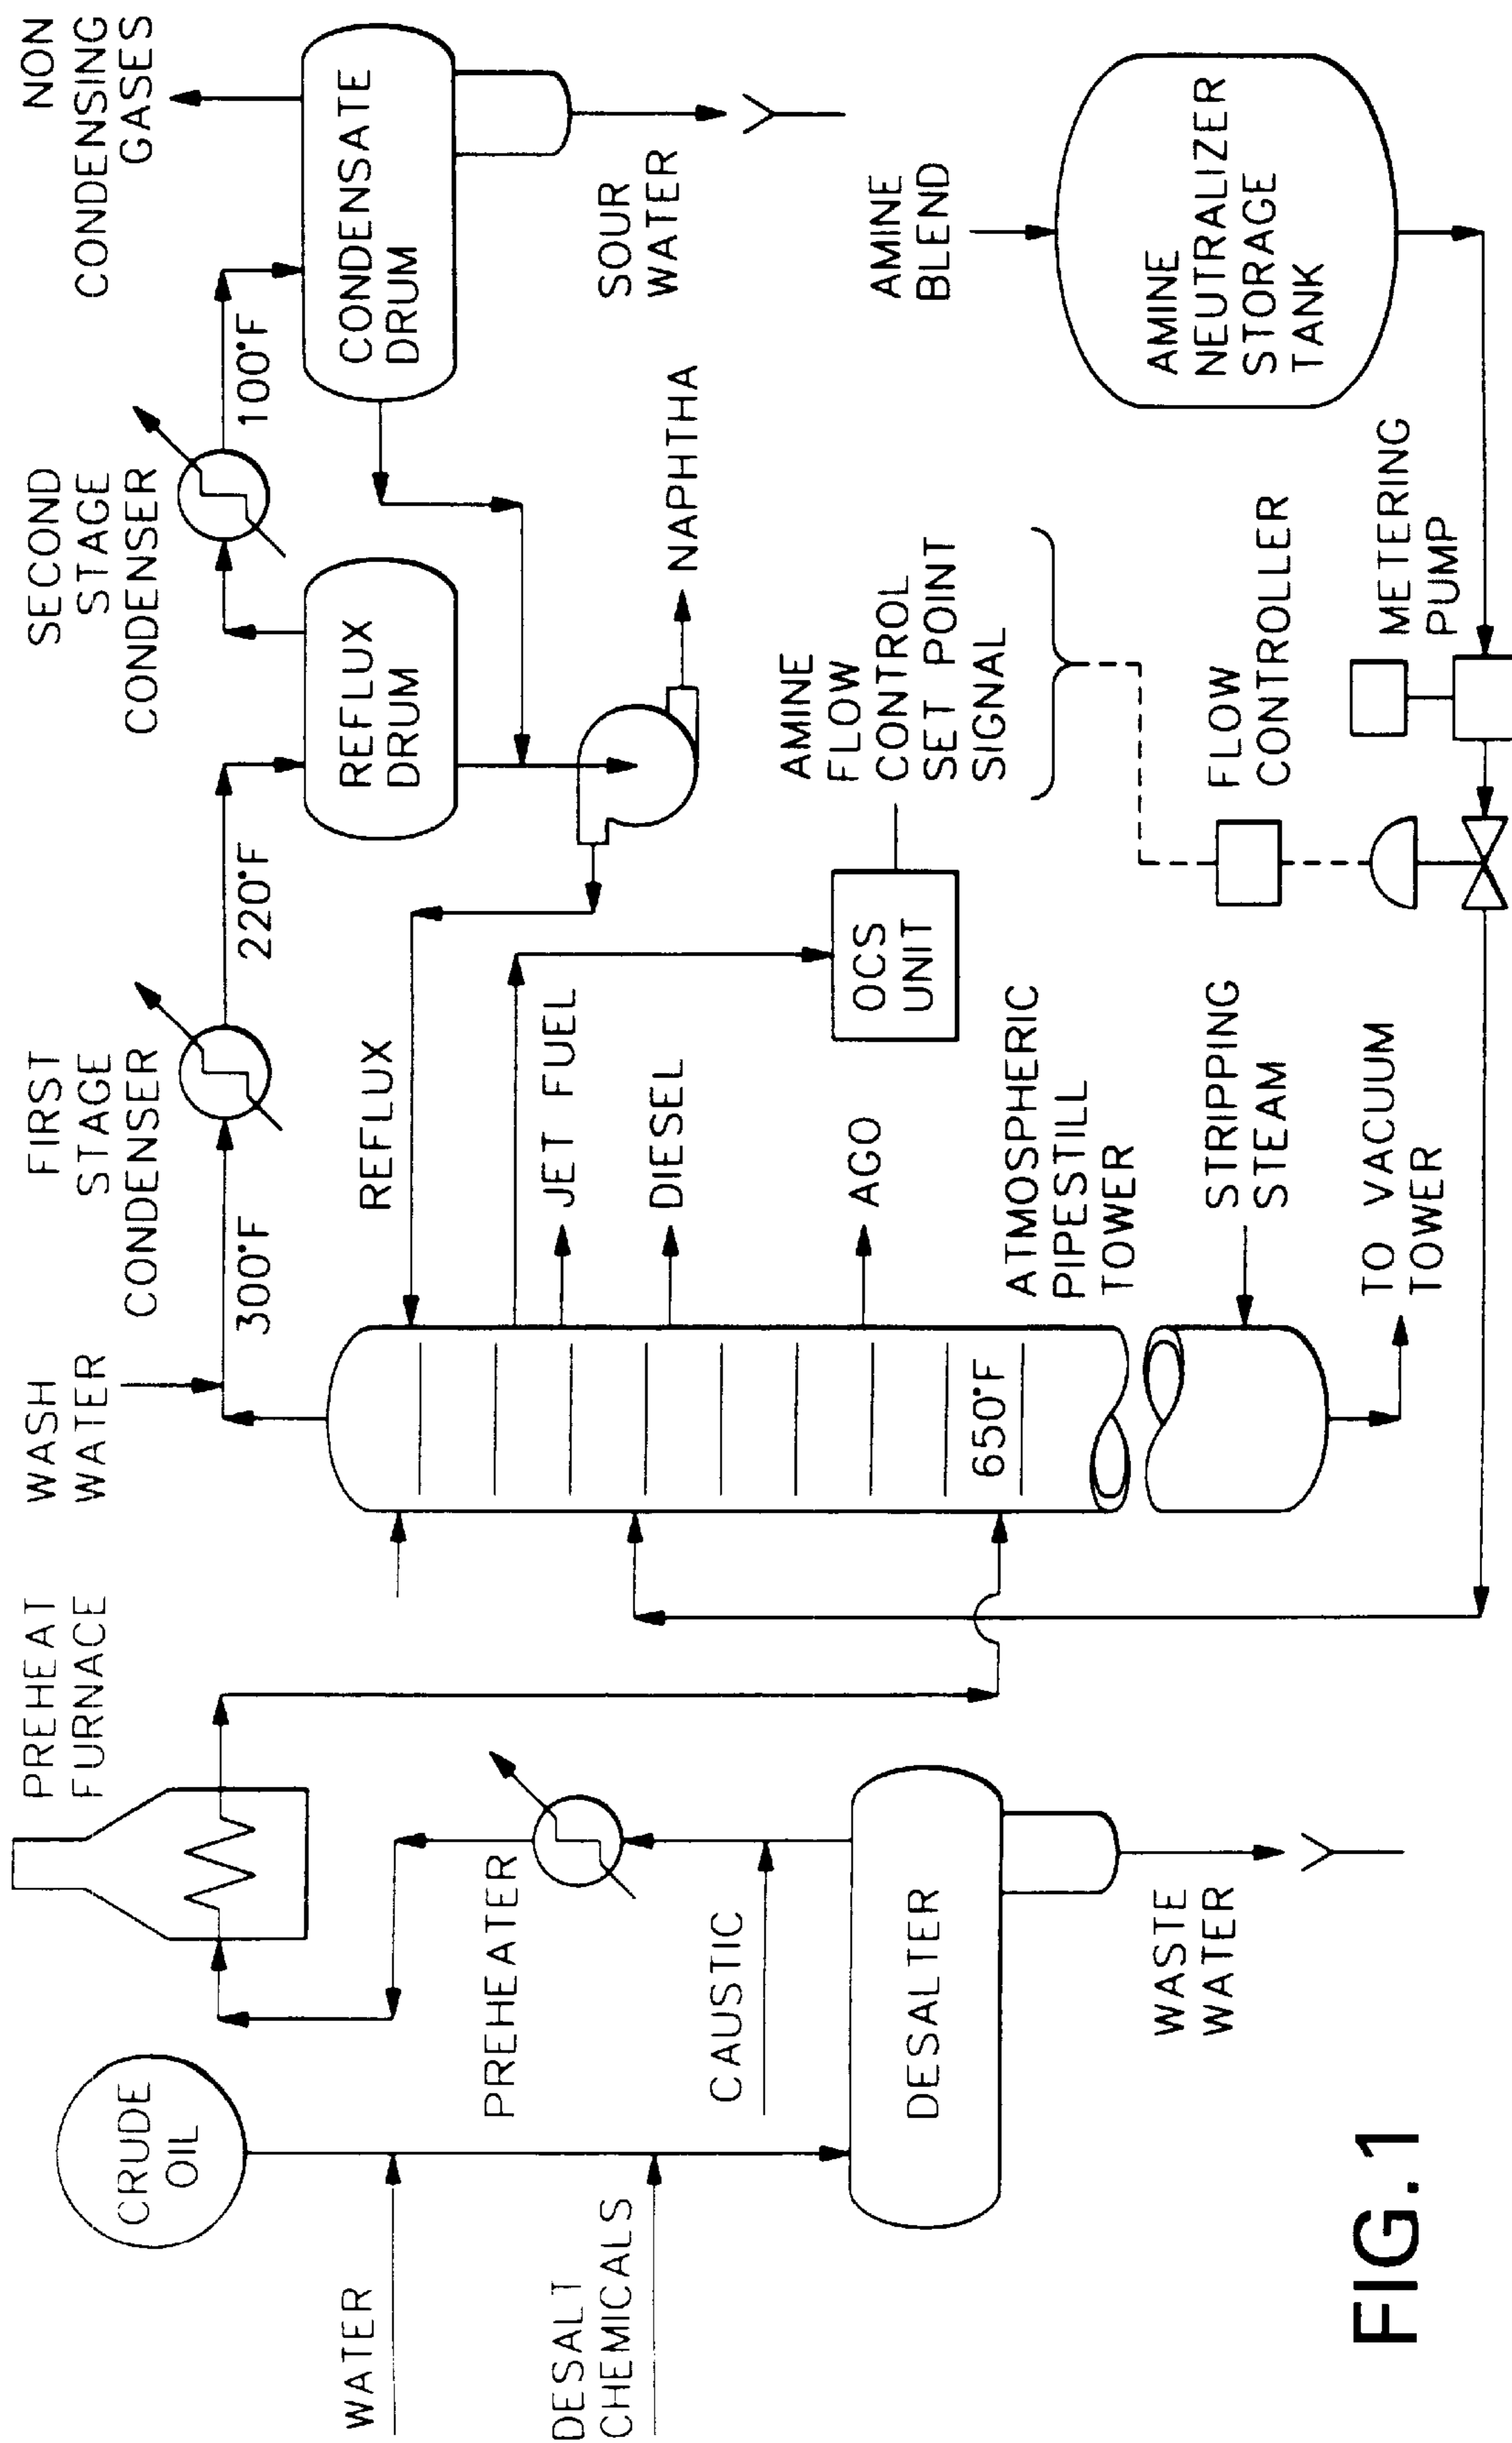 CRUDE
OIL
WATER
DESALT
CHEMICALS
PREHEAT
FURNACE
PREHEATER
CAUSTIC
DESALTER
WASTE
WATER
WASH
WATER
300°F
FIRST
STAGE
CONDENSER
220°F
SECOND
STAGE
CONDENSER
100°F
NON
CONDENSING
GASES
REFLUX
DRUM
CONDENSATE
DRUM
SOUR
WATER
NAPHTHA
REFLUX
JET FUEL
DIESEL
AGO
OCS
UNIT
AMINE
FLOW
CONTROL
SET POINT
SIGNAL
650°F
ATMOSPHERIC
PIPESTILL
TOWER
STRIPPING
STEAM
TO VACUUM
TOWER
FLOW
CONTROLLER
METERING
PUMP
AMINE
BLEND
AMINE
NEUTRALIZER
STORAGE
TANK
FIG.1